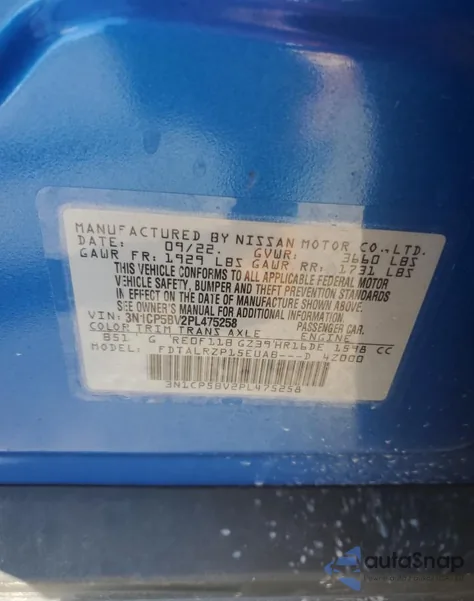 MANUFACTURED BY NISSAN MOTOR CO., LTD.
DATE: 09/22 GVWR: 3660 LBS
GAWR FR: 1929 LBS GAWR RR: 1731 LBS
THIS VEHICLE CONFORMS TO ALL APPLICABLE FEDERAL MOTOR
VEHICLE SAFETY, BUMPER AND THEFT PREVENTION STANDARDS
IN EFFECT ON THE DATE OF MANUFACTURE SHOWN ABOVE.
SEE OWNER'S MANUAL FOR ADDITIONAL INFORMATION.
VIN: 3N1CP5BV2PL475258 PASSENGER CAR
COLOR TRIM TRANS AXLE ENGINE
B51 G RE0F11B GZ39 HR16DE 1598 CC
MODEL: FDTALRZP15EUAB---D 42000
3N1CP5BV2PL475258
autoSnap